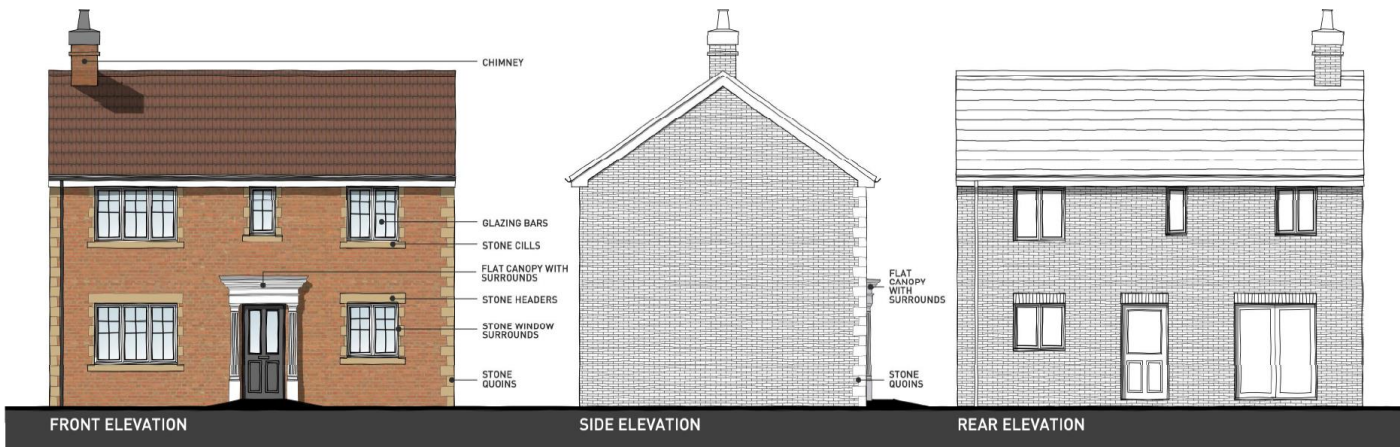 CHIMNEY
GLAZING BARS
STONE CILLS
FLAT CANOPY WITH
SURROUNDS
STONE HEADERS
STONE WINDOW
SURROUNDS
STONE
QUOINS
FLAT
CANOPY
WITH
SURROUNDS
STONE
QUOINS
FRONT ELEVATION
SIDE ELEVATION
REAR ELEVATION